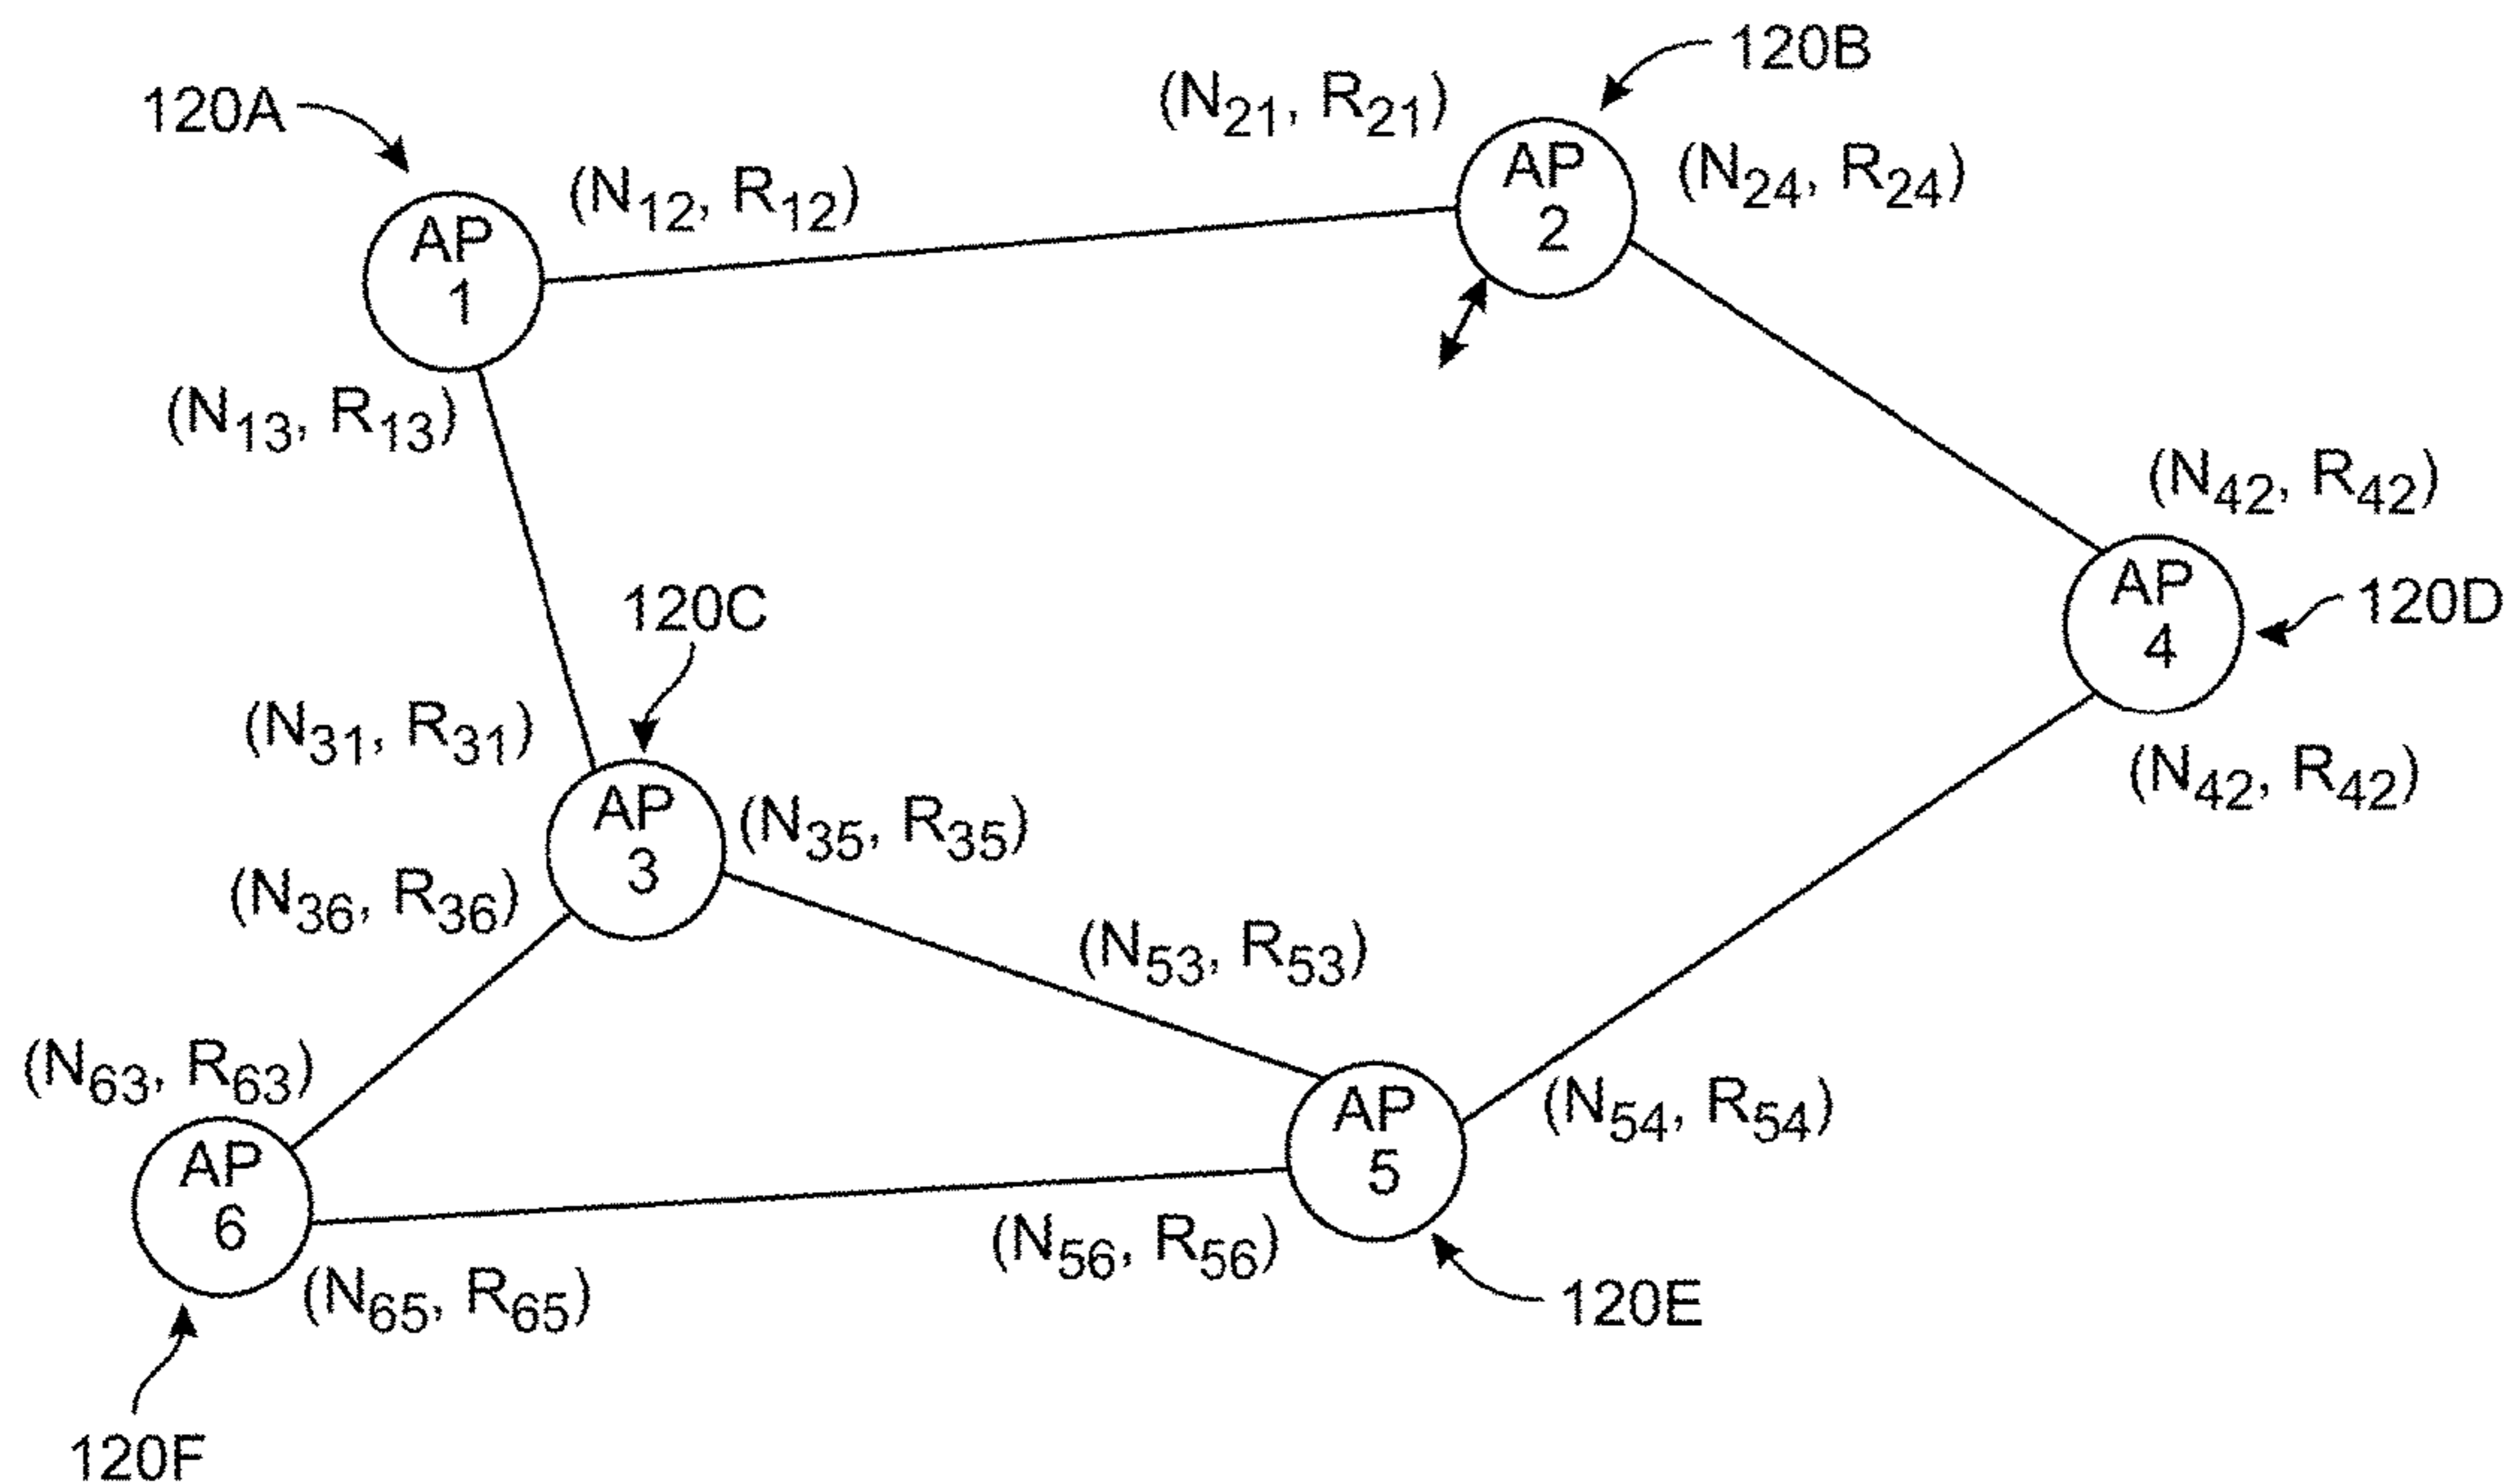 120B
(N21, R21)
120A
AP
2
(N24, R24)
(N12, R12)
AP
1
(N13, R13)
(N42, R42)
120C
AP
4
120D
(N31, R31)
(N42, R42)
AP
3
(N35, R35)
(N36, R36)
(N53, R53)
(N63, R63)
AP
5
(N54, R54)
AP
6
(N56, R56)
(N65, R65)
120E
120F